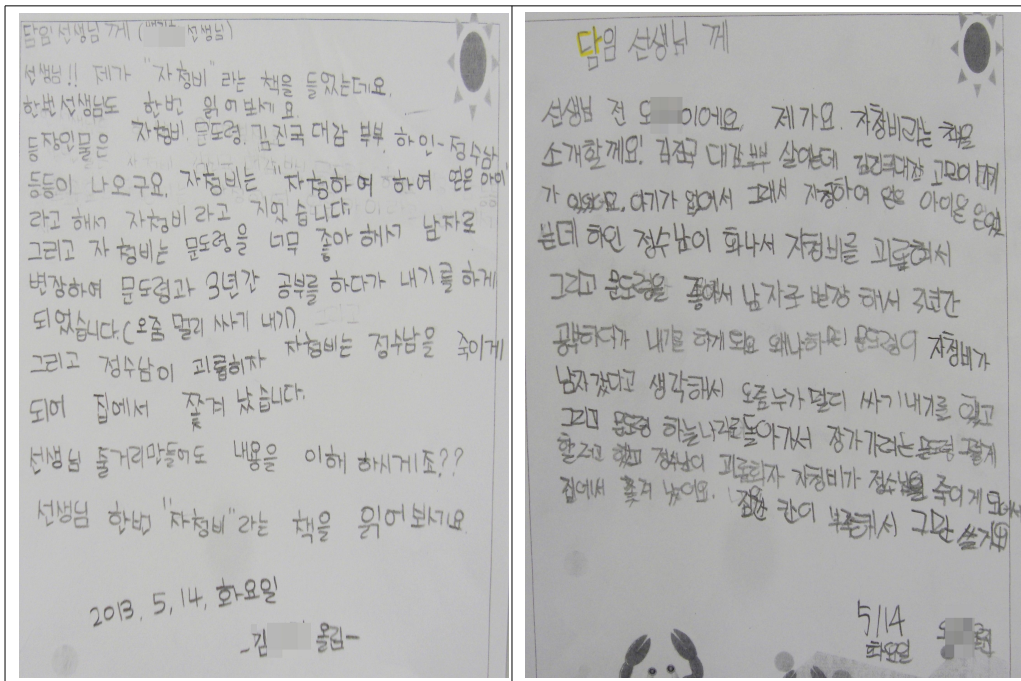 담임선생님께 ( 선생님)
선생님!! 제가 "자청비"라는 책을 들었는데요.
한번선생님도 한번 읽어보세요.
등장인물은 자청비, 문도령, 김진국 대감 부부, 하인-정수남
등등이 나오구요. 자청비는 "자청하여 하여 얻은 아이"
라고 해서 자청비 라고 지었습니다.
그리고 자청비는 문도령을 너무 좋아해서 남자로
변장하여 문도령과 3년간 공부를 하다가 내기를 하게
되었습니다.(오줌 멀리 싸기 내기)
그리고 정수남이 괴롭히자 자청비는 정수남을 죽이게
되어 집에서 쫓겨 났습니다.
선생님 줄거리만들어도 내용을 이해 하시게죠??
선생님 한번 "자청비"라는 책을 읽어보세요
2013. 5, 14, 화요일
-김 올림-
담임 선생님 께
선생님 전 오 이에요. 제가요. 자청비라는 책을
소개할께요! 김진국 대감 부부 살았는데 김진국대감 고민이
가 있었어요. 아기가 없어서 그래서 자청하여 얻은 아이은
는데 하인 정수남이 화나서 자청비를 괴롭혀서
그리고 문도령을 좋아서 남자로 변장 해서 3년간
공부하다가 내기를 하게 되요 왜냐하면 문도령이 자청비가
남자같다고 생각해서 오줌누가 멀리 싸기내기를 했고
그리고 문도령 하늘나라로돌아가서 장가가려는 문도령 그렇게
할려고 했고 정수남이 괴롭히자 자청비가 정수남을 죽이게 되어서
집에서 쫓겨 났어요. 칸이 부족해서 그만 쓸게요
5/14
화요일 오 올림